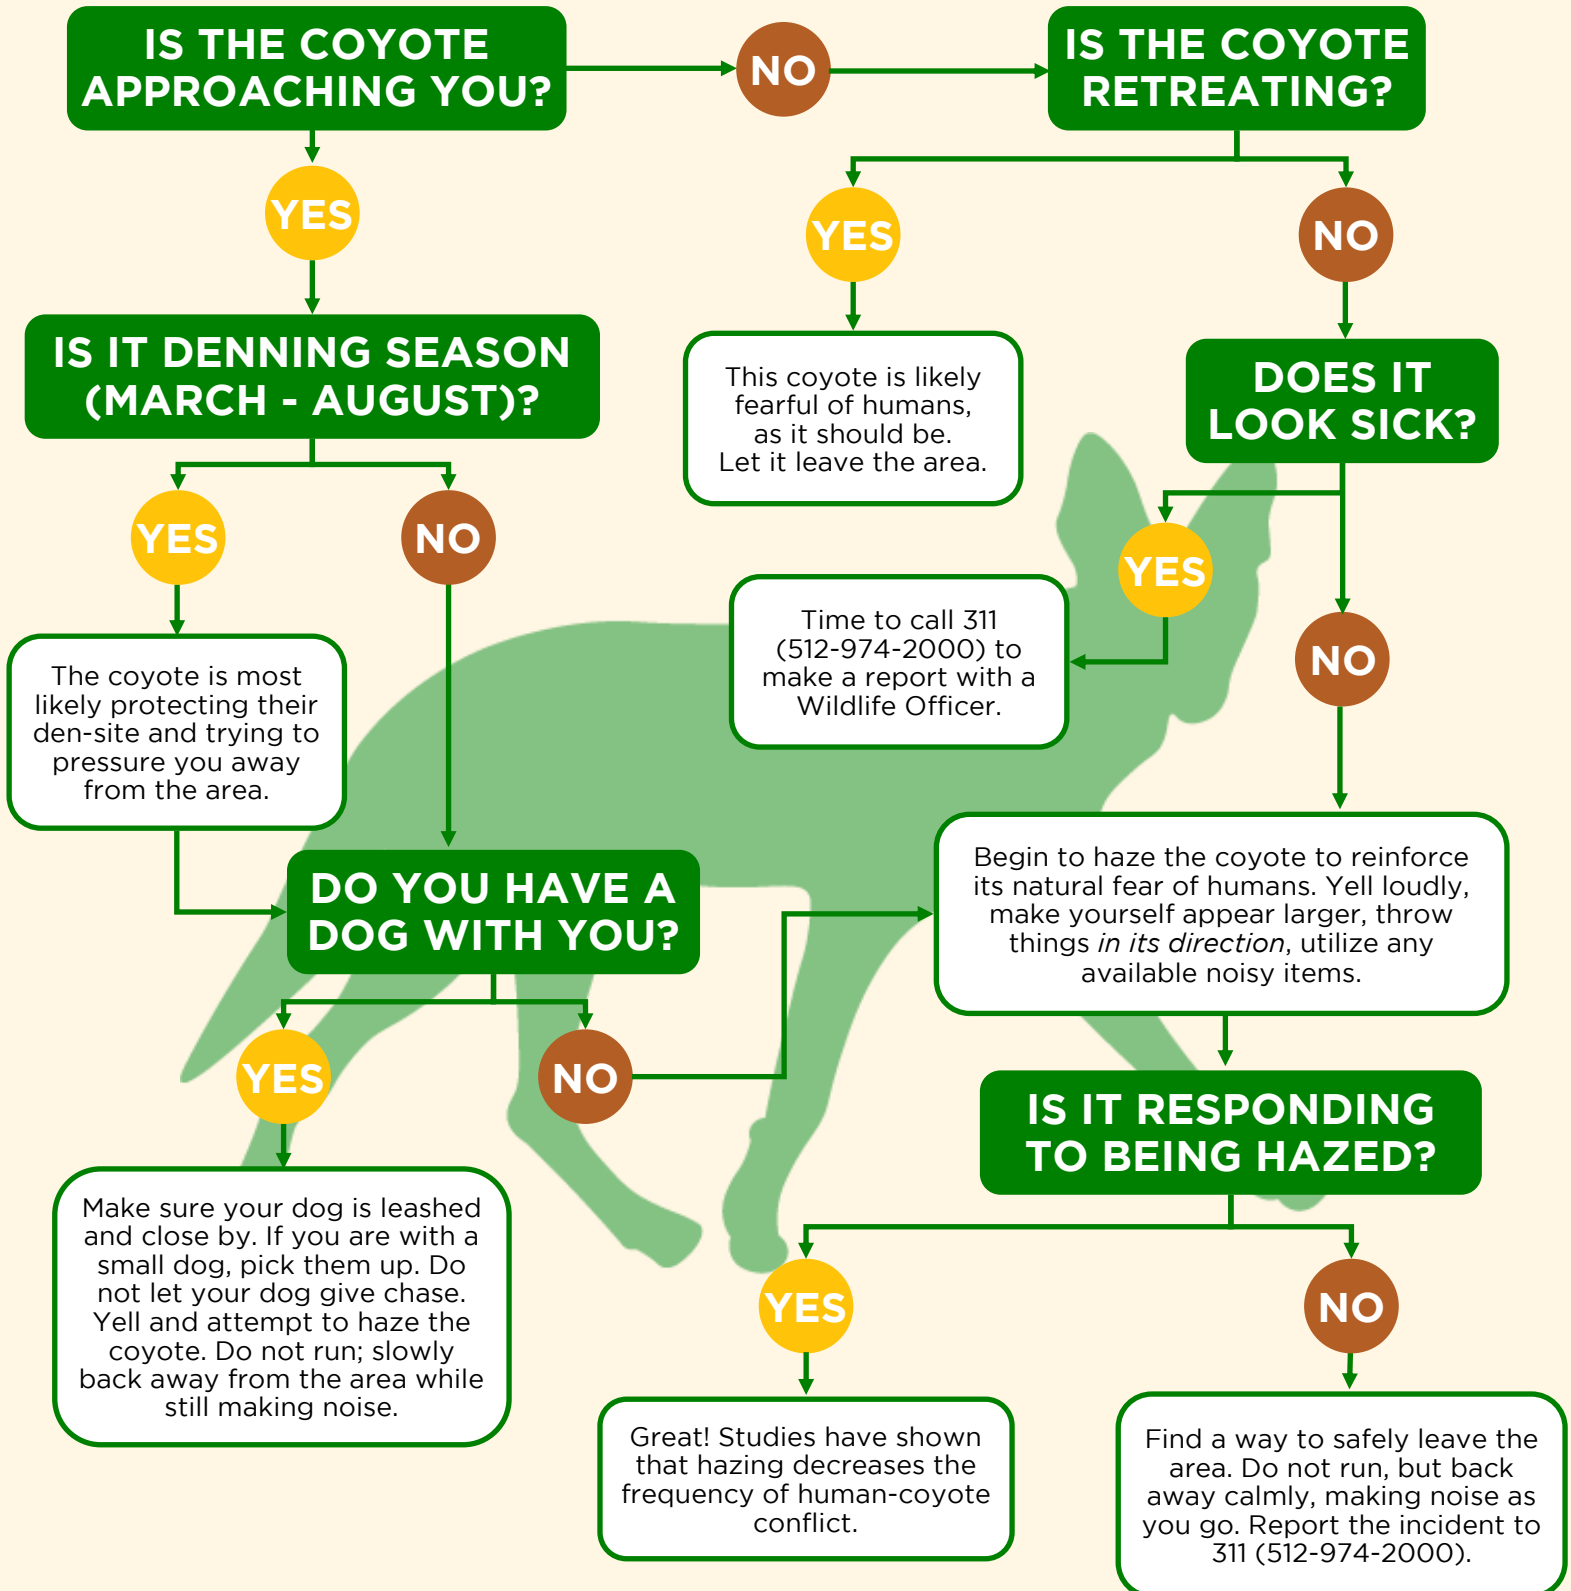 IS THE COYOTE
APPROACHING YOU?
NO
IS THE COYOTE
RETREATING?
YES
YES
NO
IS IT DENNING SEASON
(MARCH - AUGUST)?
This coyote is likely
fearful of humans,
as it should be.
Let it leave the area.
DOES IT
LOOK SICK?
YES
NO
YES
Time to call 311
(512-974-2000) to
make a report with a
Wildlife Officer.
NO
The coyote is most
likely protecting their
den-site and trying to
pressure you away
from the area.
DO YOU HAVE A
DOG WITH YOU?
Begin to haze the coyote to reinforce
its natural fear of humans. Yell loudly,
make yourself appear larger, throw
things in its direction, utilize any
available noisy items.
YES
NO
IS IT RESPONDING
TO BEING HAZED?
Make sure your dog is leashed
and close by. If you are with a
small dog, pick them up. Do
not let your dog give chase.
Yell and attempt to haze the
coyote. Do not run; slowly
back away from the area while
still making noise.
YES
NO
Great! Studies have shown
that hazing decreases the
frequency of human-coyote
conflict.
Find a way to safely leave the
area. Do not run, but back
away calmly, making noise as
you go. Report the incident to
311 (512-974-2000).